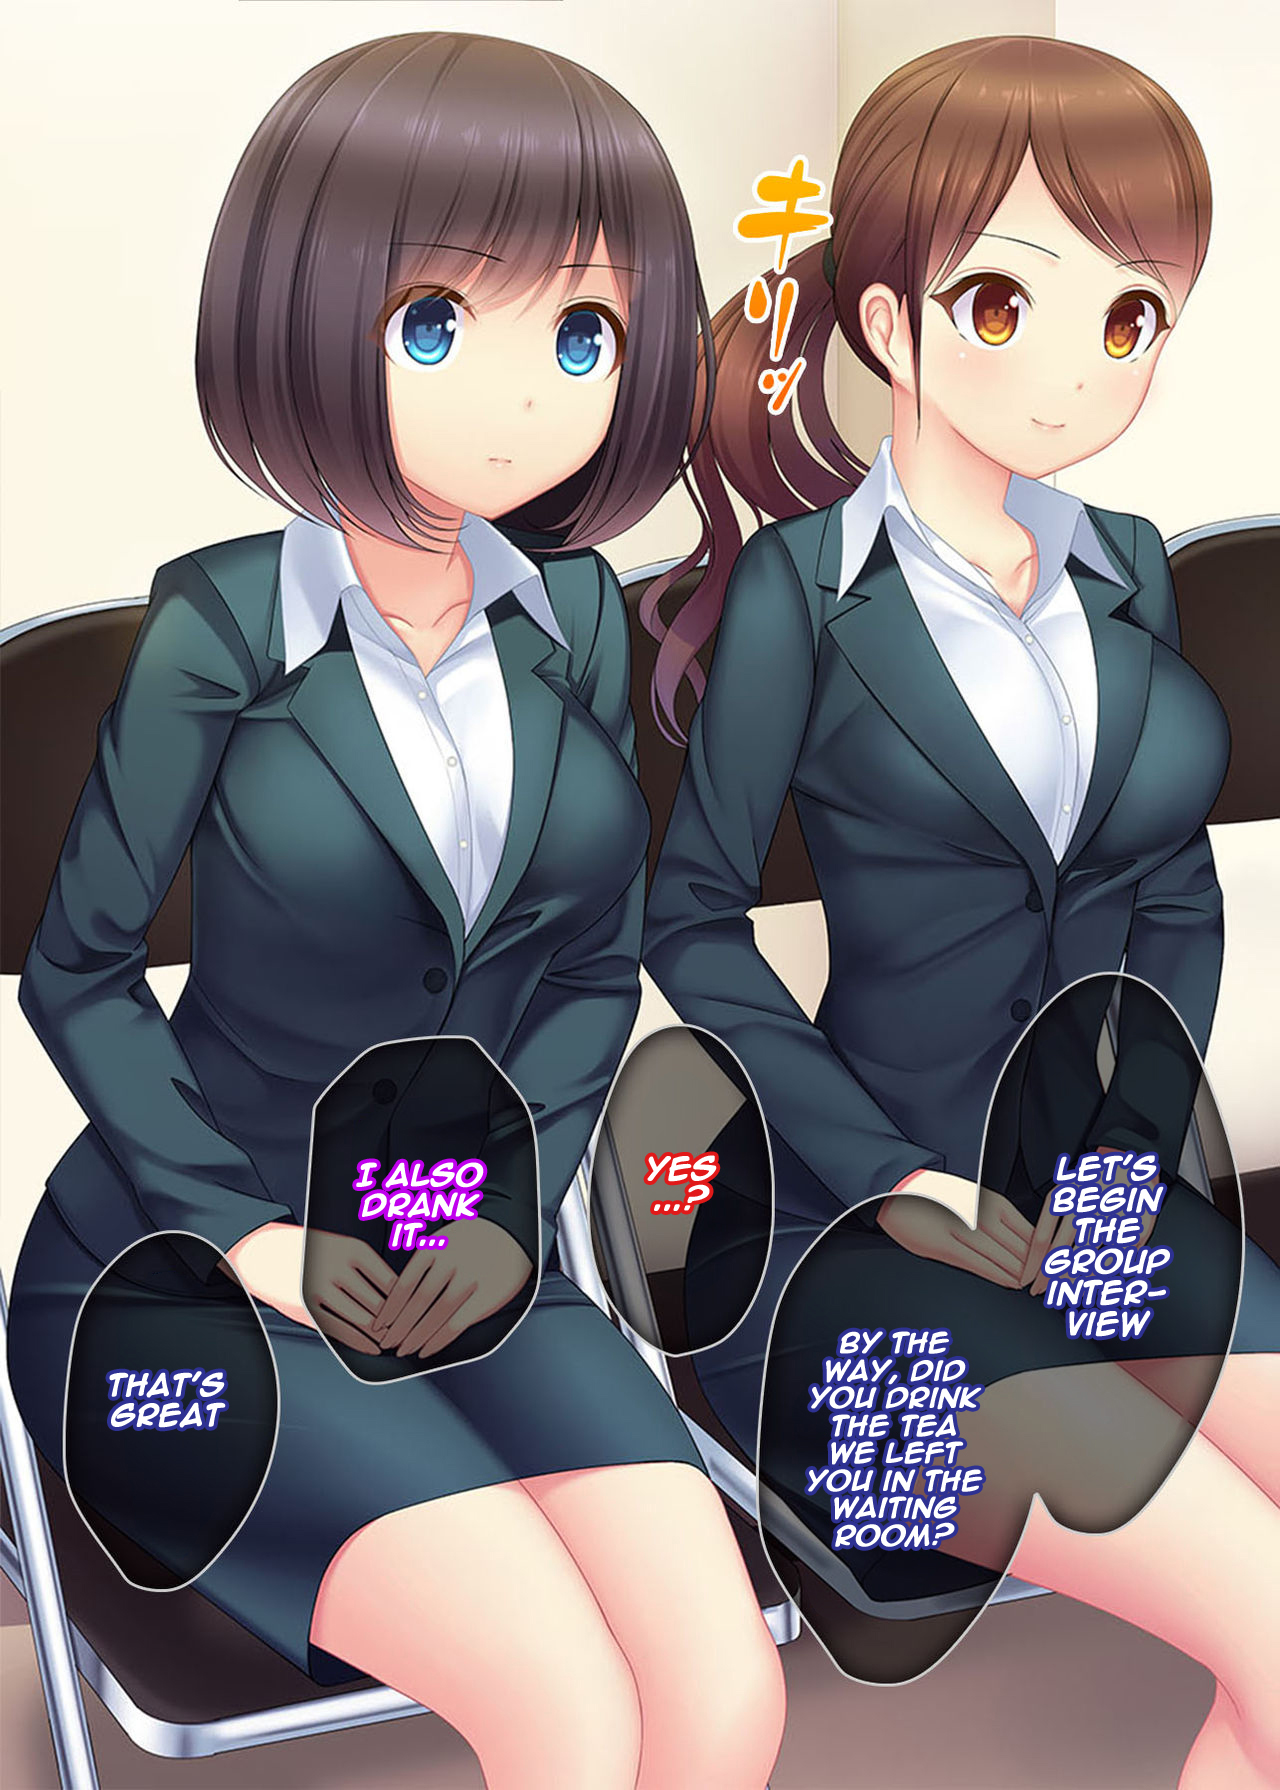 キリッ
LET'S
BEGIN
THE
GROUP
INTER-
VIEW
BY THE
WAY, DID
YOU DRINK
THE TEA
WE LEFT
YOU IN THE
WAITING
ROOM?
YES
...?
I ALSO
DRANK
IT...
THAT'S
GREAT